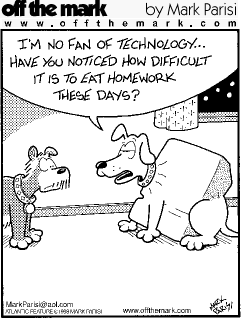 off the mark by Mark Parisi
www.offthemark.com
I'M NO FAN OF TECHNOLOGY...
HAVE YOU NOTICED HOW DIFFICULT
IT IS TO EAT HOMEWORK
THESE DAYS?
MarkParisi@aol.com
ATLANTIC FEATURE © 1998 MARK PARISI
www.offthemark.com
MARK
PARISI